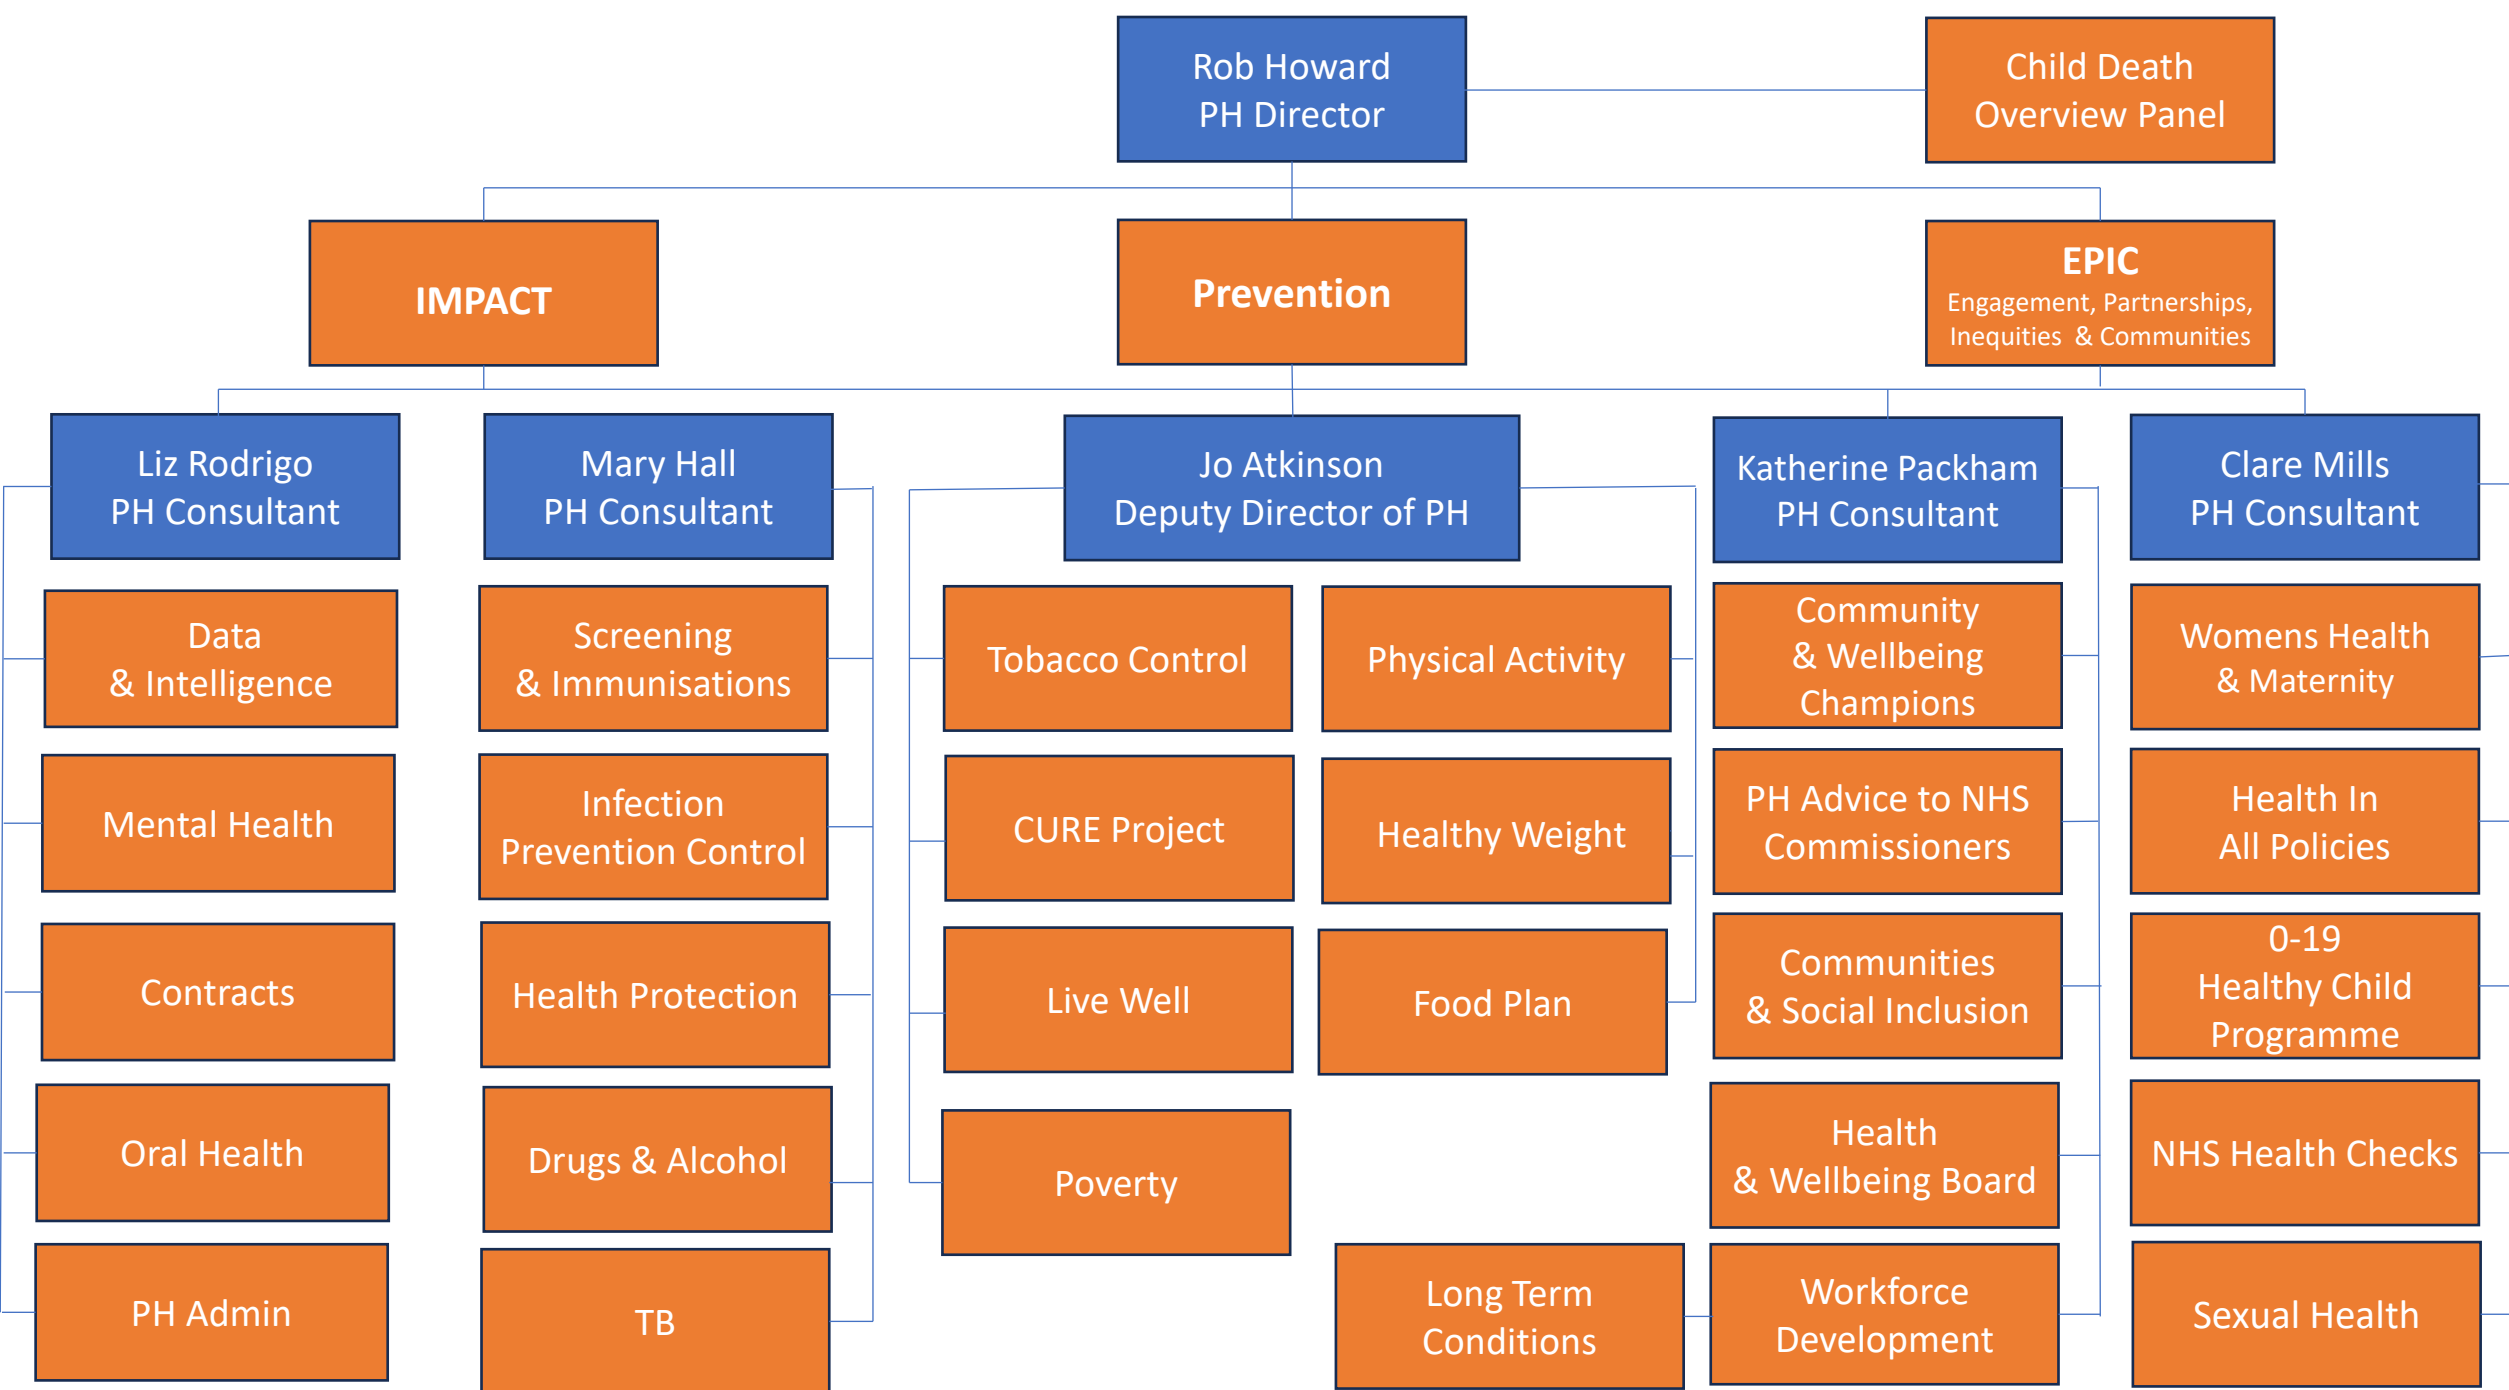 Rob Howard
PH Director
Child Death
Overview Panel
IMPACT
Prevention
EPIC
Engagement, Partnerships,
Inequities & Communities
Liz Rodrigo
PH Consultant
Mary Hall
PH Consultant
Jo Atkinson
Deputy Director of PH
Katherine Packham
PH Consultant
Clare Mills
PH Consultant
Data
& Intelligence
Mental Health
Contracts
Oral Health
PH Admin
Screening
& Immunisations
Infection
Prevention Control
Health Protection
Drugs & Alcohol
TB
Tobacco Control
CURE Project
Live Well
Poverty
Physical Activity
Healthy Weight
Food Plan
Community
& Wellbeing
Champions
PH Advice to NHS
Commissioners
Communities
& Social Inclusion
Health
& Wellbeing Board
Workforce
Development
Long Term
Conditions
Womens Health
& Maternity
Health In
All Policies
0-19
Healthy Child
Programme
NHS Health Checks
Sexual Health